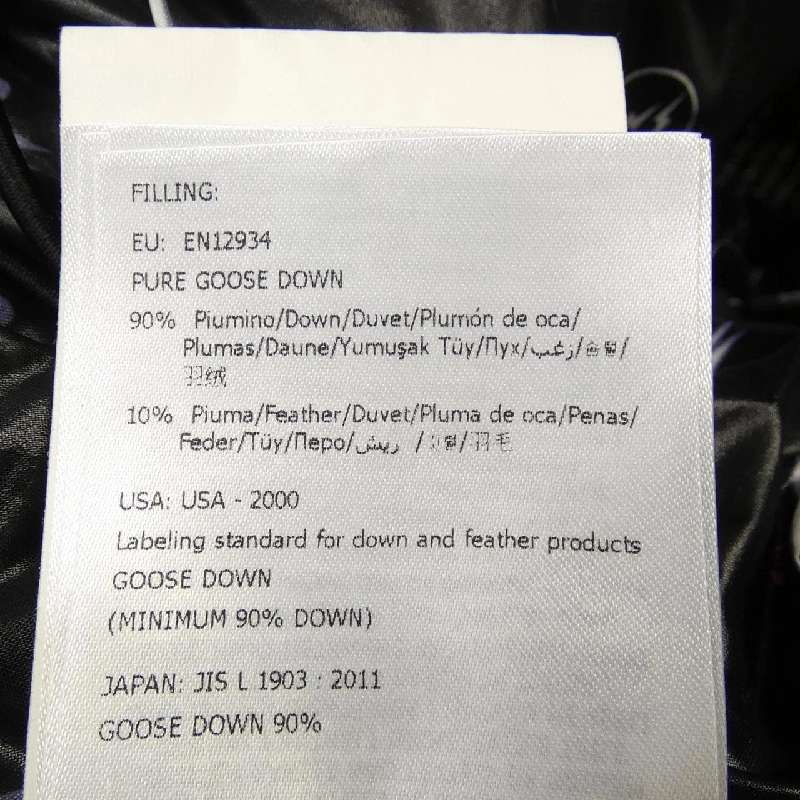 FILLING:
EU: EN12934
PURE GOOSE DOWN
90% Piumino/Down/Duvet/Plumón de oca/
Plumas/Daune/Yumuşak Tüy/Пух/زغب/
羽绒
10% Piuma/Feather/Duvet/Pluma de oca/Penas/
Feder/Tüy/Перо/ريش / /羽毛
USA: USA - 2000
Labeling standard for down and feather products
GOOSE DOWN
(MINIMUM 90% DOWN)
JAPAN: JIS L 1903 : 2011
GOOSE DOWN 90%